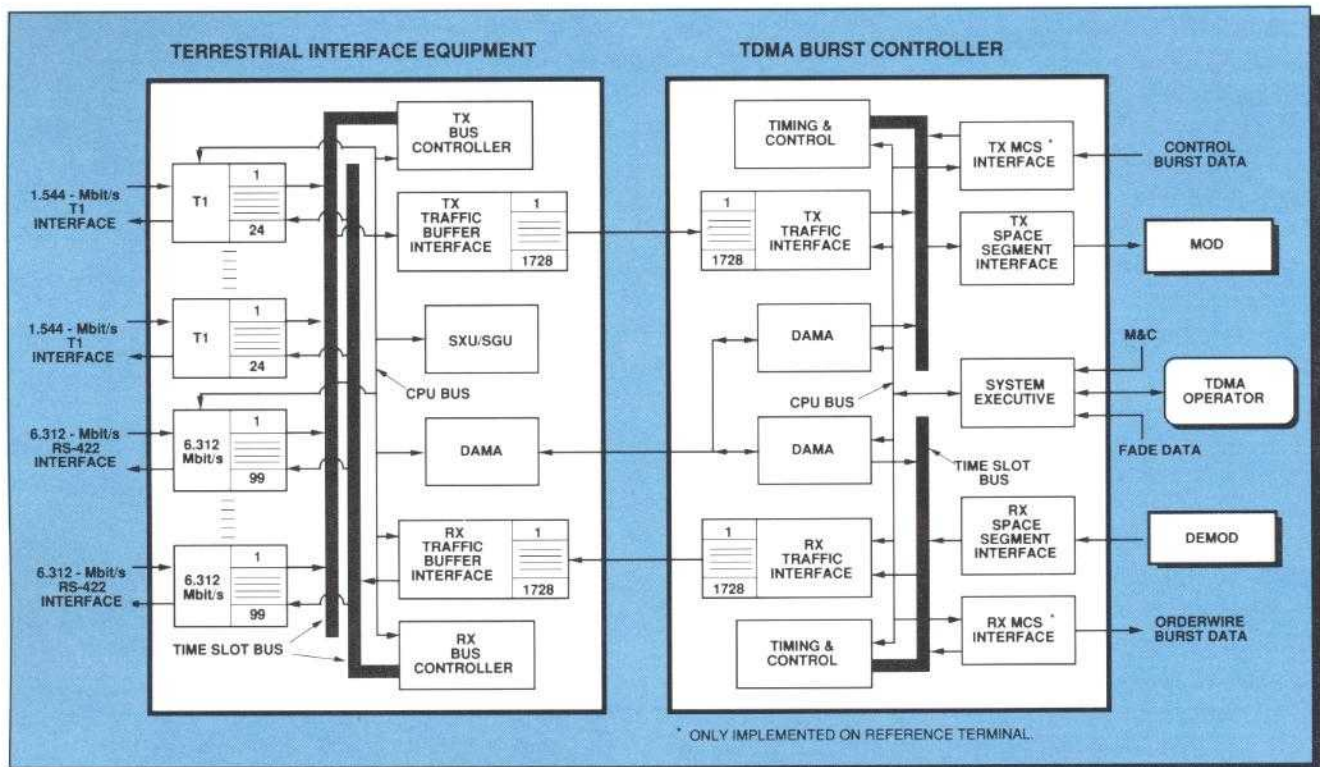 TERRESTRIAL INTERFACE EQUIPMENT
TX
BUS
CONTROLLER
1.544 - Mbit/s
T1
INTERFACE
T1
1
24
TX
TRAFFIC
BUFFER
INTERFACE
1
1728
1.544 - Mbit/s
T1
INTERFACE
T1
1
24
SXU/SGU
CPU BUS
6.312 - Mbit/s
RS-422
INTERFACE
6.312
Mbit/s
1
99
DAMA
6.312 - Mbit/s
RS-422
INTERFACE
6.312
Mbit/s
1
99
RX
TRAFFIC
BUFFER
INTERFACE
1
1728
TIME SLOT BUS
RX
BUS
CONTROLLER
TDMA BURST CONTROLLER
TIMING &
CONTROL
TX MCS *
INTERFACE
CONTROL
BURST DATA
1
1728
TX
TRAFFIC
INTERFACE
TX
SPACE
SEGMENT
INTERFACE
MOD
DAMA
M&C
CPU BUS
SYSTEM
EXECUTIVE
TDMA
OPERATOR
DAMA
FADE DATA
TIME SLOT
BUS
1
1728
RX
TRAFFIC
INTERFACE
RX
SPACE
SEGMENT
INTERFACE
DEMOD
TIMING &
CONTROL
RX MCS *
INTERFACE
ORDERWIRE
BURST DATA
* ONLY IMPLEMENTED ON REFERENCE TERMINAL.